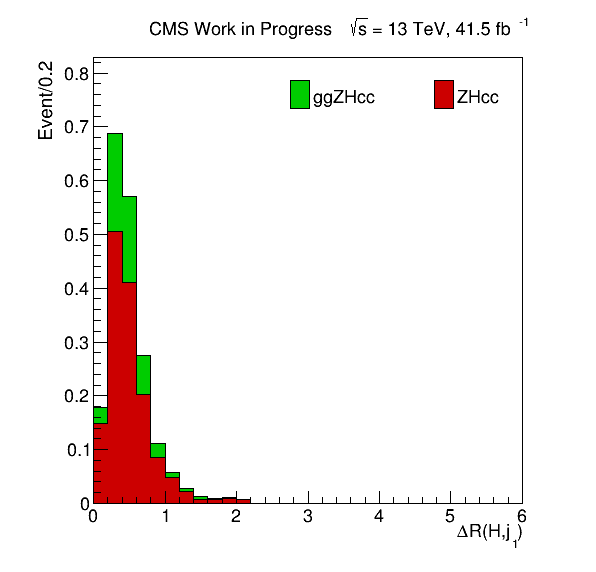 CMS Work in Progress √s = 13 TeV, 41.5 fb⁻¹
Event/0.2
ggZHcc ZHcc
0.8
0.7
0.6
0.5
0.4
0.3
0.2
0.1
0
0 1 2 3 4 5 6
ΔR(H,j₁)